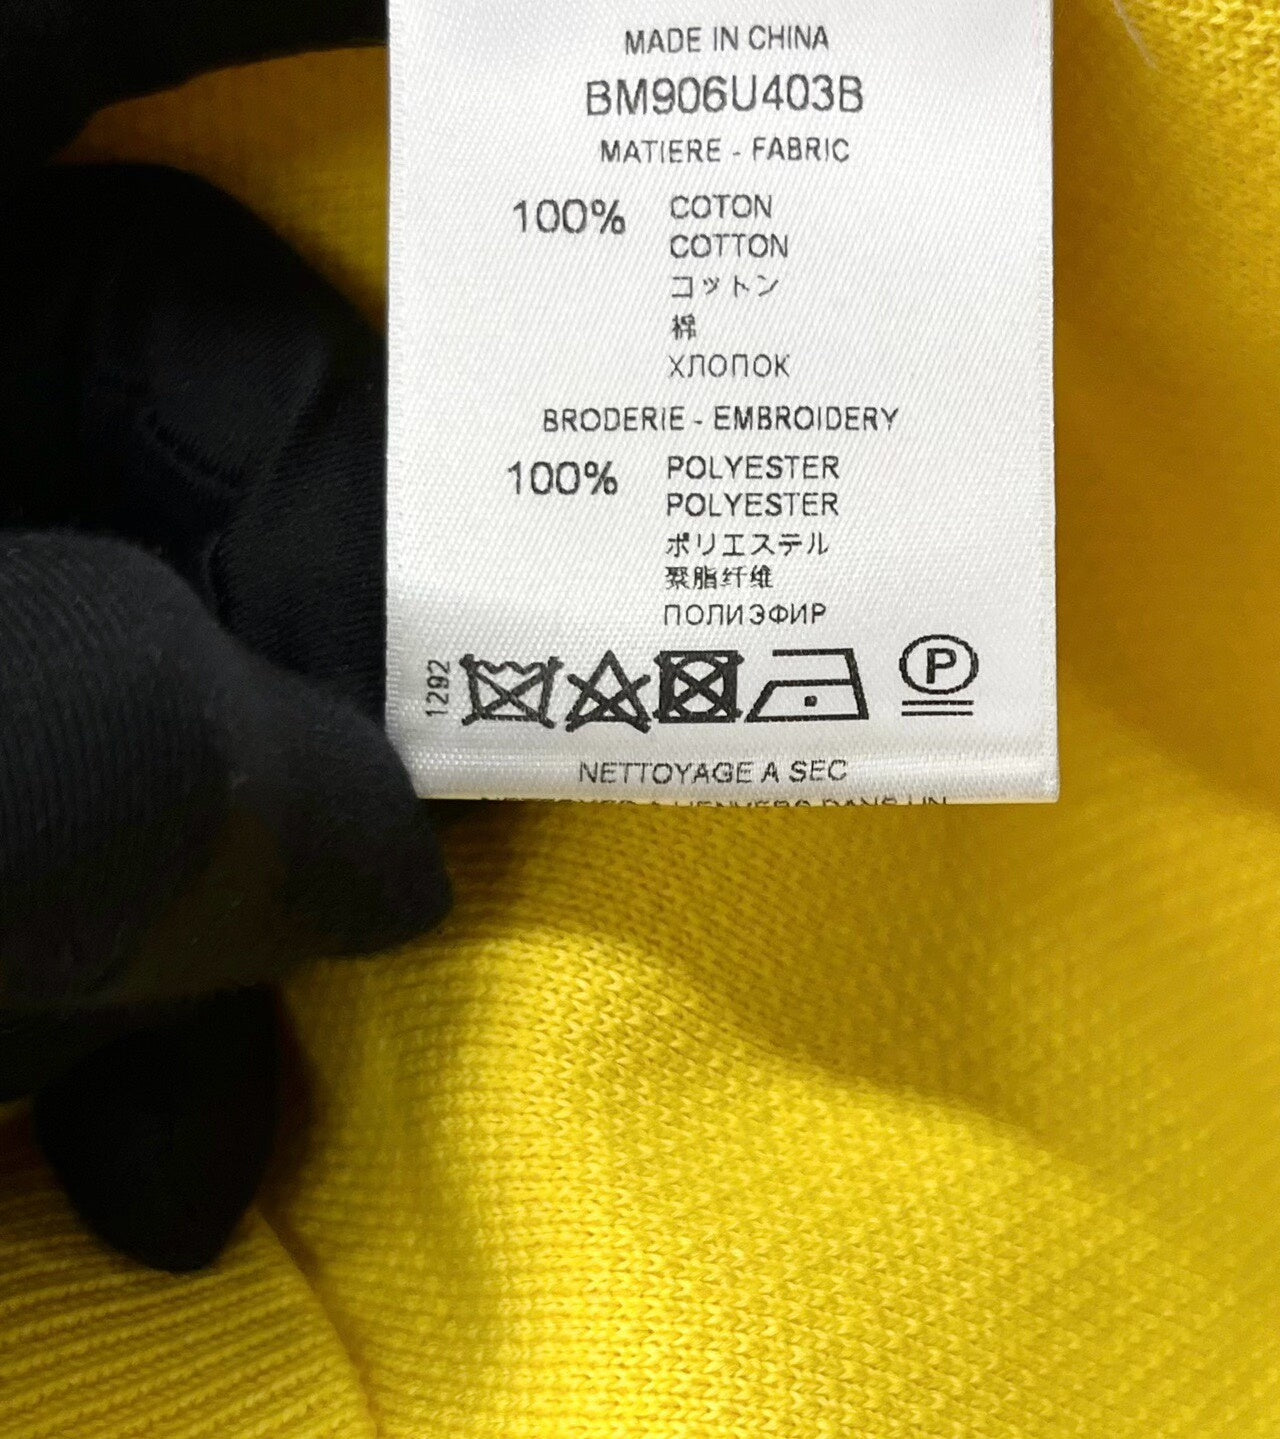 MADE IN CHINA
BM906U403B
MATIERE - FABRIC
100% COTON
COTTON
コットン
棉
ХЛОПОК
BRODERIE - EMBROIDERY
100% POLYESTER
POLYESTER
ポリエステル
聚脂纤维
ПОЛИЭФИР
1292
P
NETTOYAGE A SEC